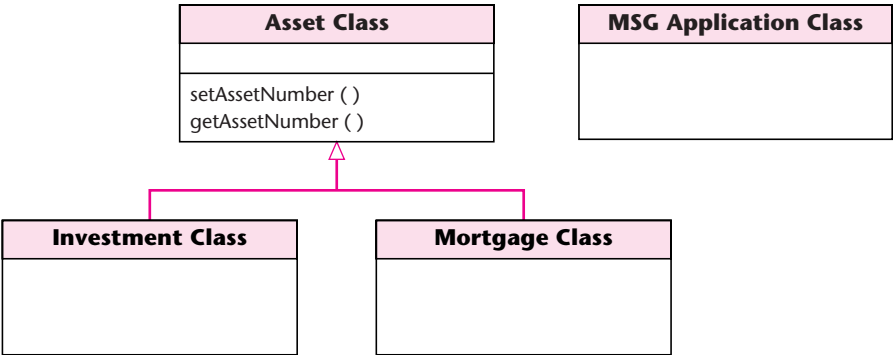 Asset Class
MSG Application Class
setAssetNumber ( )
getAssetNumber ( )
Investment Class
Mortgage Class